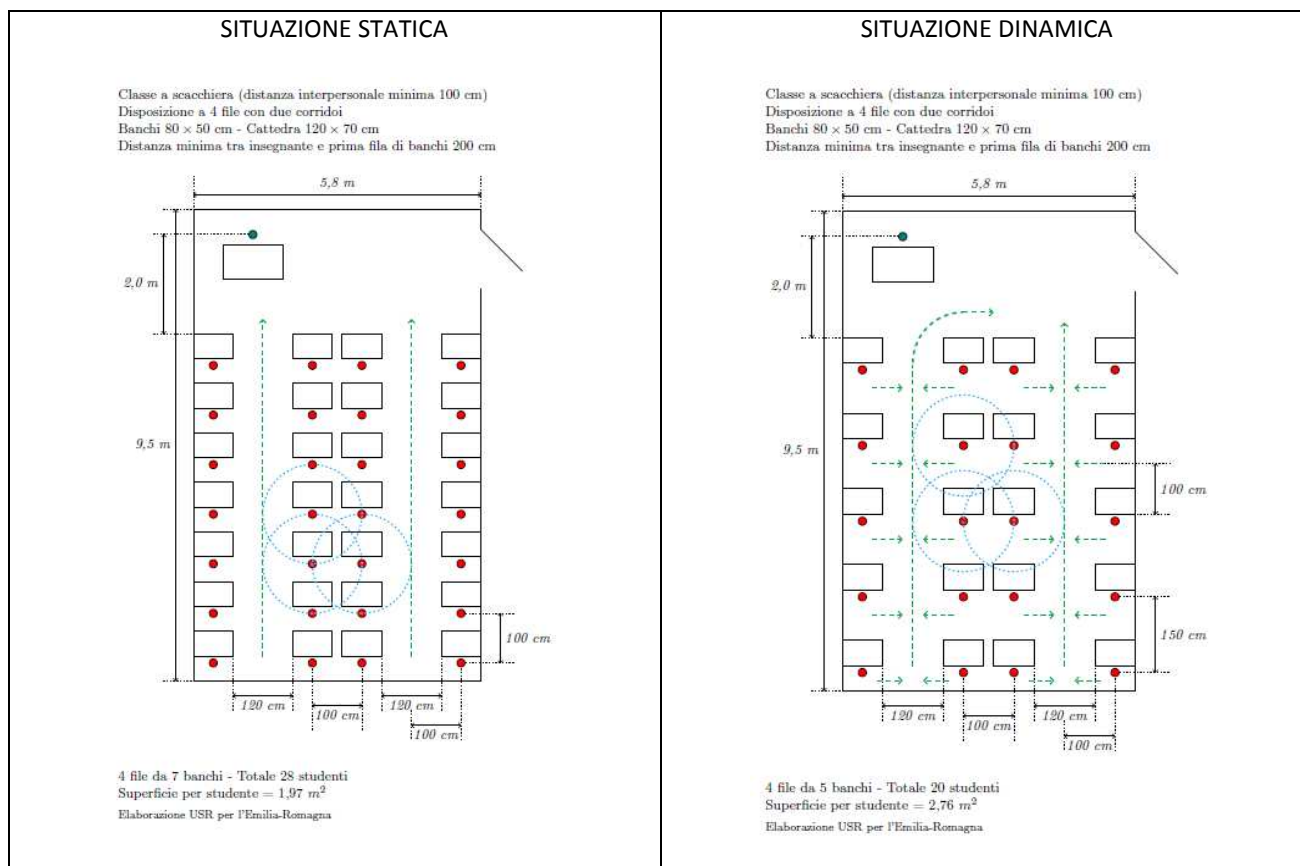 SITUAZIONE STATICA
Classe a scacchiera (distanza interpersonale minima 100 cm)
Disposizione a 4 file con due corridoi
Banchi 80 × 50 cm - Cattedra 120 × 70 cm
Distanza minima tra insegnante e prima fila di banchi 200 cm
5,8 m
2,0 m
9,5 m
100 cm
120 cm
100 cm
120 cm
100 cm
4 file da 7 banchi - Totale 28 studenti
Superficie per studente = 1,97 m²
Elaborazione USR per l'Emilia-Romagna
SITUAZIONE DINAMICA
Classe a scacchiera (distanza interpersonale minima 100 cm)
Disposizione a 4 file con due corridoi
Banchi 80 × 50 cm - Cattedra 120 × 70 cm
Distanza minima tra insegnante e prima fila di banchi 200 cm
5,8 m
2,0 m
9,5 m
100 cm
150 cm
120 cm
100 cm
120 cm
100 cm
4 file da 5 banchi - Totale 20 studenti
Superficie per studente = 2,76 m²
Elaborazione USR per l'Emilia-Romagna